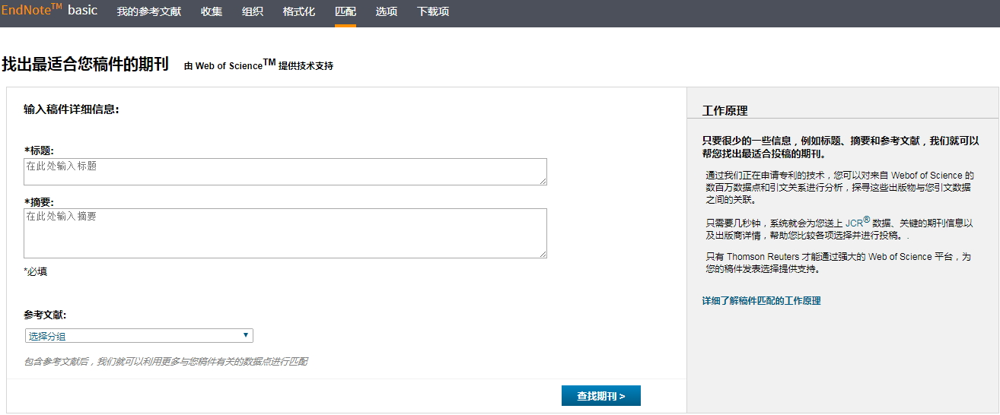 EndNote™ basic 我的参考文献 收集 组织 格式化 匹配 选项 下载项
找出最适合您稿件的期刊 由 Web of Science™ 提供技术支持
输入稿件详细信息:
*标题:
在此处输入标题
*摘要:
在此处输入摘要
*必填
参考文献:
选择分组
包含参考文献后，我们就可以利用更多与您稿件有关的数据点进行匹配
查找期刊 >
工作原理
只要很少的一些信息，例如标题、摘要和参考文献，我们就可以
帮您找出最适合投稿的期刊。
通过我们正在申请专利的技术，您可以对来自 Webof of Science 的
数百万数据点和引文关系进行分析，探寻这些出版物与您引文数据
之间的关联。
只需要几秒钟，系统就会为您送上 JCR® 数据、关键的期刊信息以
及出版商详情，帮助您比较各项选择并进行投稿。.
只有 Thomson Reuters 才能通过强大的 Web of Science 平台，为
您的稿件发表选择提供支持。
详细了解稿件匹配的工作原理